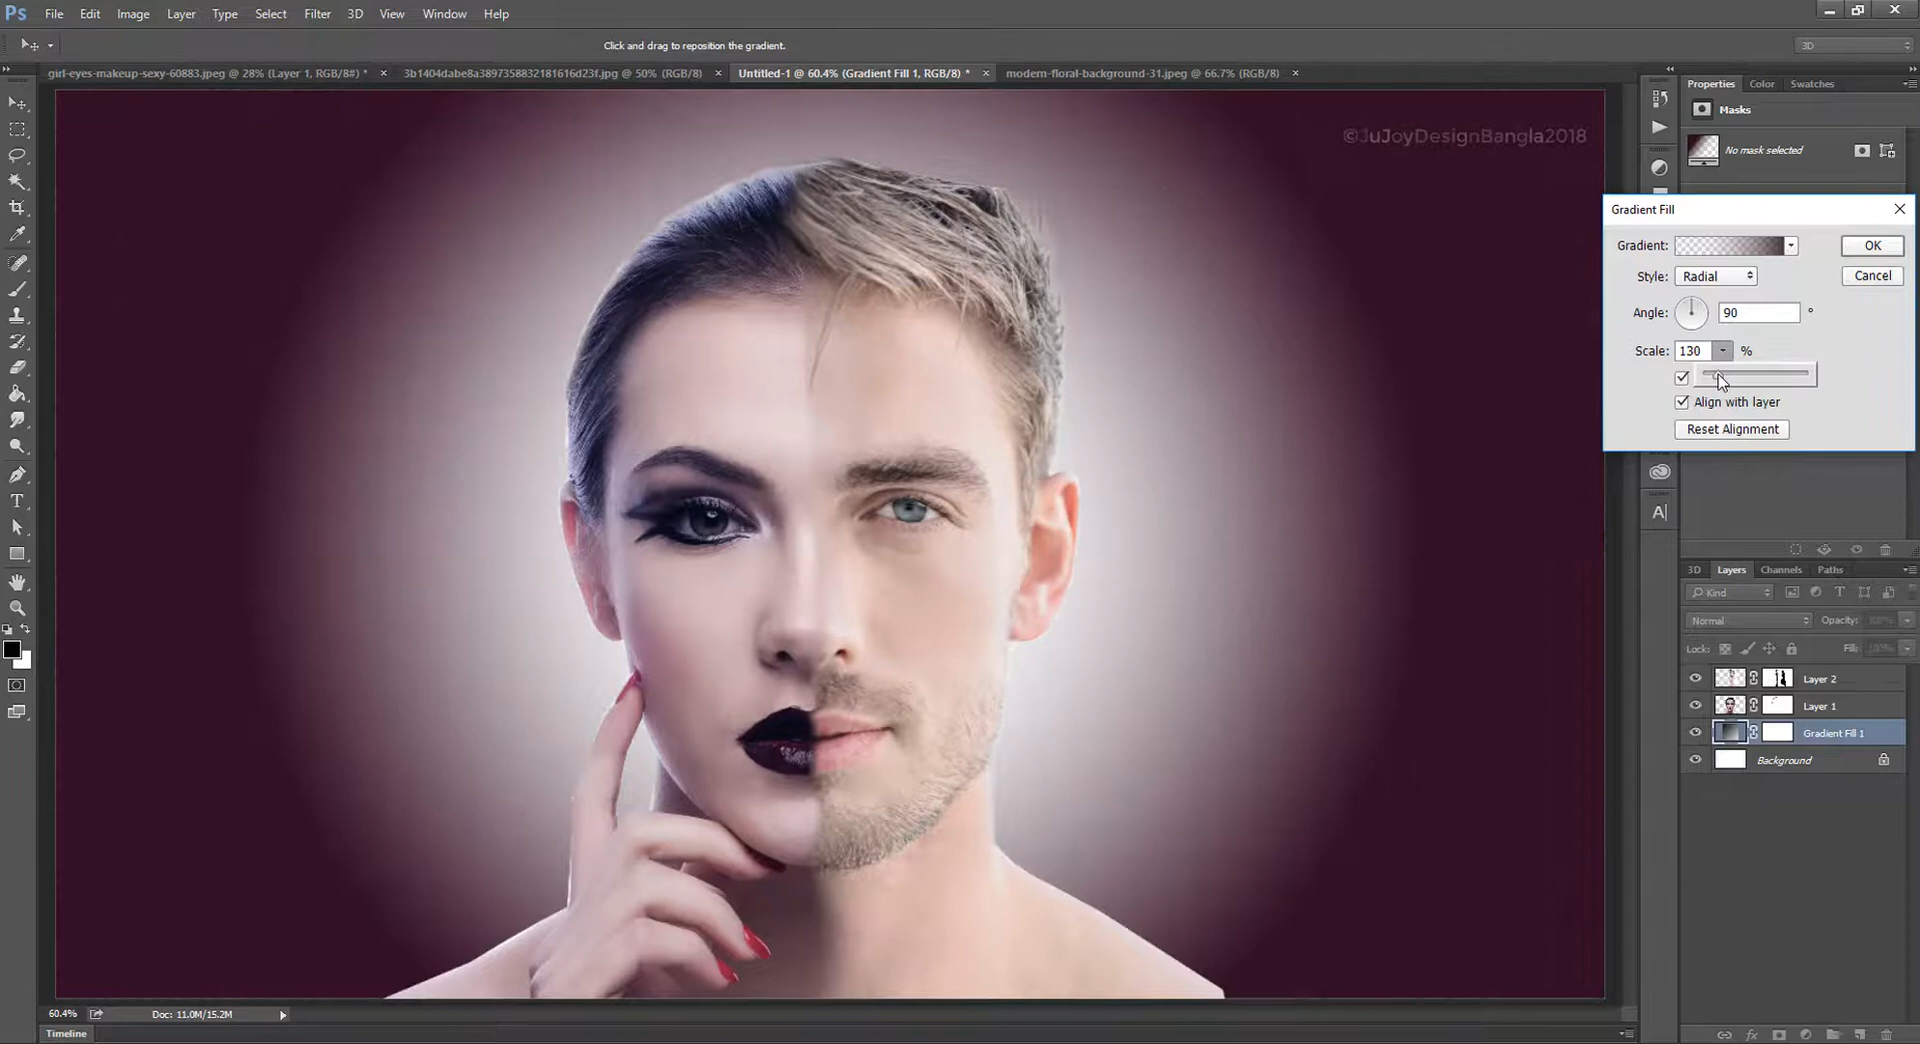 Ps File Edit Image Layer Type Select Filter 3D View Window Help
Click and drag to reposition the gradient.
3D
girl-eyes-makeup-sexy-60883.jpeg @ 28% (Layer 1, RGB/8#) * × 3b1404dabe8a3897358832181616d23f.jpg @ 50% (RGB/8) × Untitled-1 @ 60.4% (Gradient Fill 1, RGB/8) * × modern-floral-background-31.jpeg @ 66.7% (RGB/8) ×
Properties Color Swatches
Masks
©JuJoyDesignBangla2018
No mask selected
Gradient Fill
Gradient: OK
Style: Radial Cancel
Angle: 90 °
Scale: 130 %
Align with layer
Reset Alignment
A
3D Layers Channels Paths
Kind T
Normal Opacity: 100%
Lock: Fill: 100%
Layer 2
Layer 1
Gradient Fill 1
Background
60.4% Doc: 11.0M/15.2M
Timeline
fx